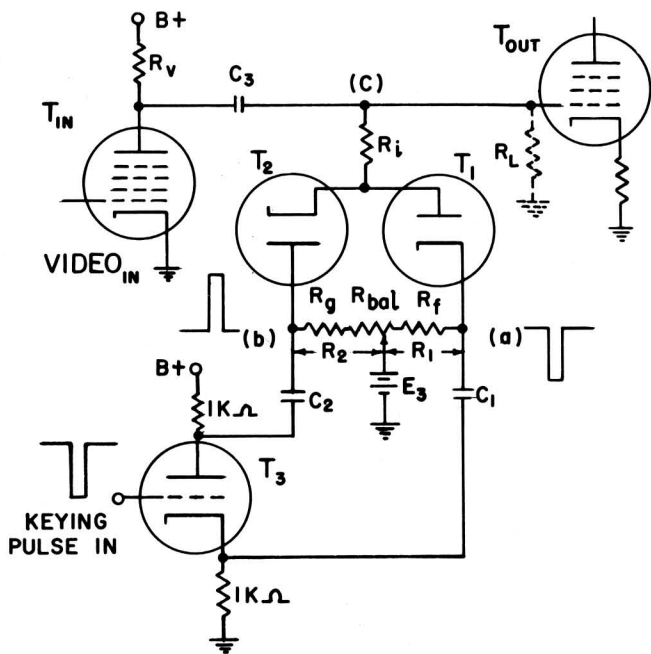 B+
R_V
C_3
(C)
T_OUT
T_IN
R_i
T_2
T_1
R_L
VIDEO_IN
R_g R_bal R_f
(b)
(a)
R_2
R_1
B+
E_3
1KΩ
C_2
C_1
T_3
KEYING
PULSE IN
1KΩ